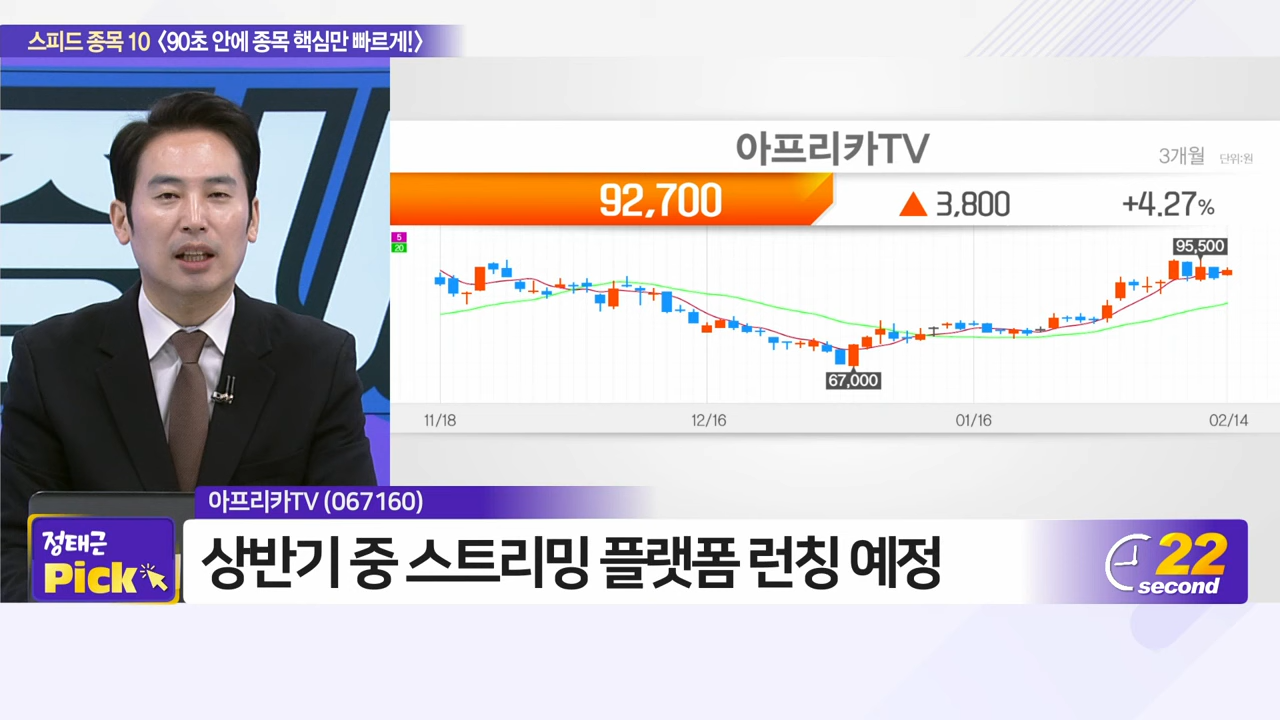 스피드 종목 10 〈90초 안에 종목 핵심만 빠르게!〉
아프리카TV
3개월 단위:원
92,700 ▲ 3,800 +4.27%
5
20
95,500
67,000
11/18 12/16 01/16 02/14
아프리카TV (067160)
정태근
Pick
상반기 중 스트리밍 플랫폼 런칭 예정
22
second